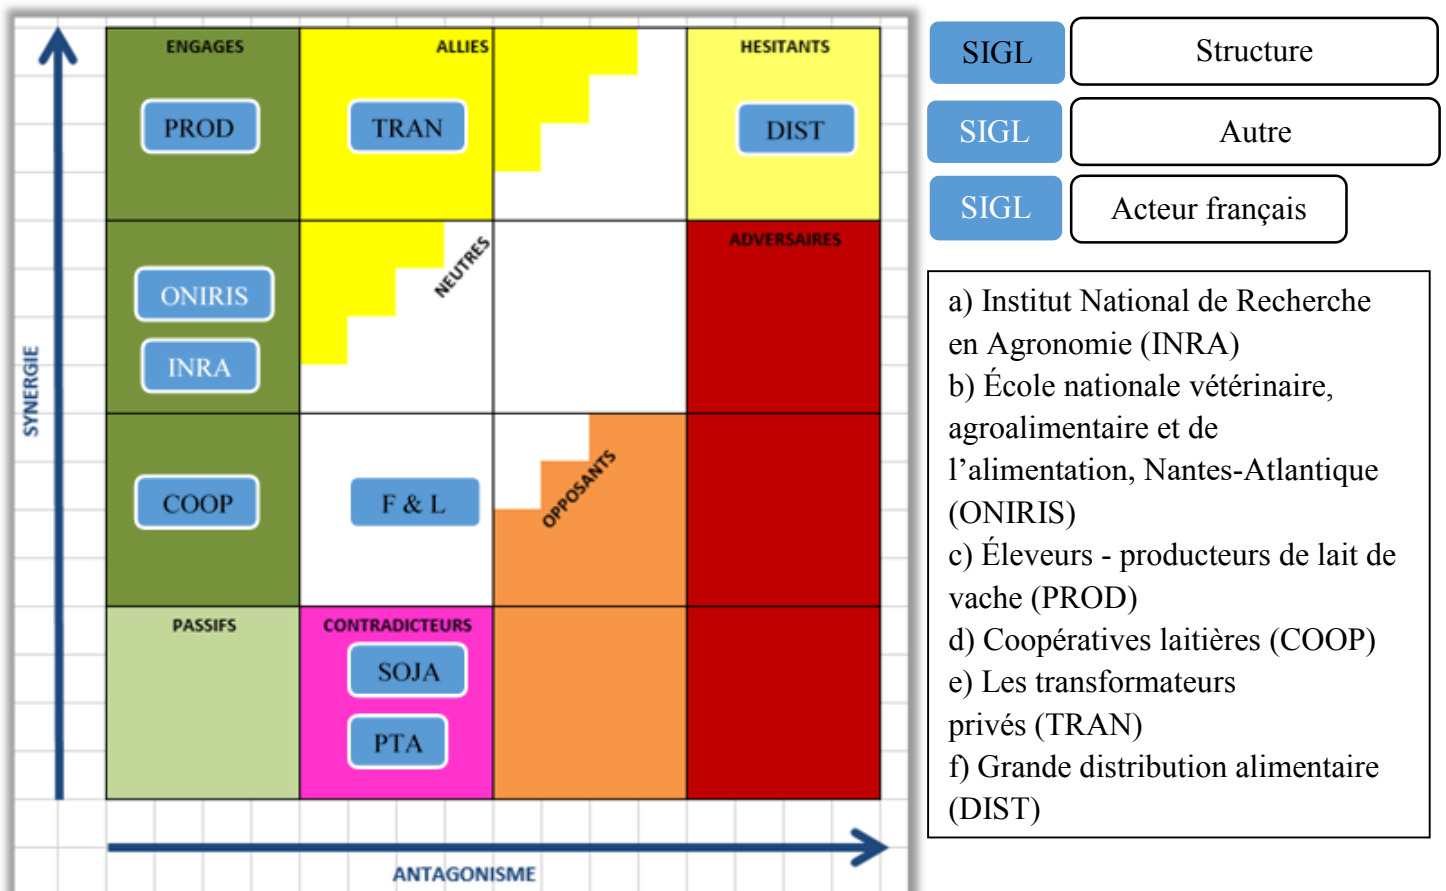 ENGAGES
ALLIES
HESITANTS
PROD
TRAN
DIST
NEUTRES
ADVERSAIRES
ONIRIS
INRA
SYNERGIE
COOP
F & L
OPPOSANTS
PASSIFS
CONTRADICTEURS
SOJA
PTA
ANTAGONISME
SIGL Structure
SIGL Autre
SIGL Acteur français
a) Institut National de Recherche
en Agronomie (INRA)
b) École nationale vétérinaire,
agroalimentaire et de
l’alimentation, Nantes-Atlantique
(ONIRIS)
c) Éleveurs - producteurs de lait de
vache (PROD)
d) Coopératives laitières (COOP)
e) Les transformateurs
privés (TRAN)
f) Grande distribution alimentaire
(DIST)